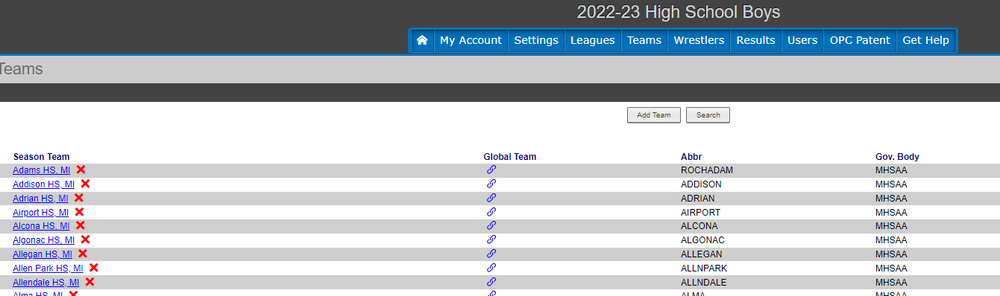 2022-23 High School Boys
My Account Settings Leagues Teams Wrestlers Results Users OPC Patent Get Help
Teams
Add Team Search
Season Team Global Team Abbr Gov. Body
Adams HS, MI ROCHADAM MHSAA
Addison HS, MI ADDISON MHSAA
Adrian HS, MI ADRIAN MHSAA
Airport HS, MI AIRPORT MHSAA
Alcona HS, MI ALCONA MHSAA
Algonac HS, MI ALGONAC MHSAA
Allegan HS, MI ALLEGAN MHSAA
Allen Park HS, MI ALLNPARK MHSAA
Allendale HS, MI ALLNDALE MHSAA
Alma HS, MI ALMA MHSAA